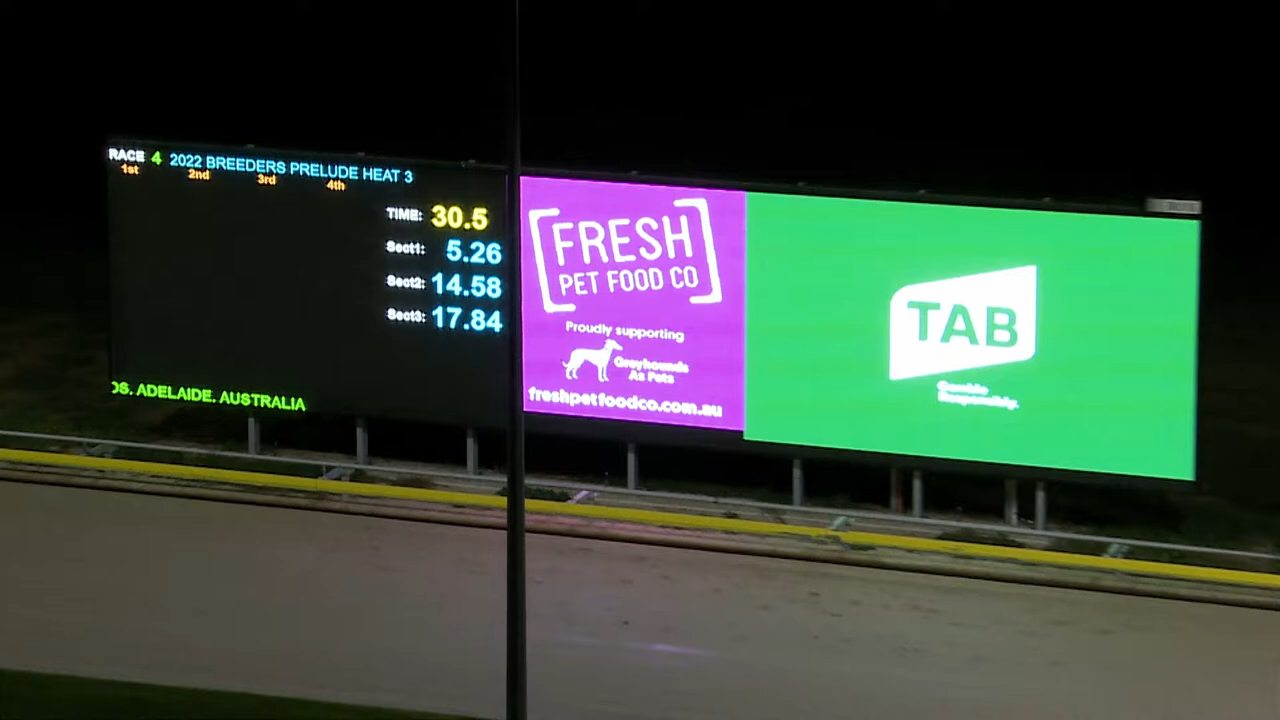 RACE 4 2022 BREEDERS PRELUDE HEAT 3
1st 2nd 3rd 4th
TIME: 30.5
Sect1: 5.26
Sect2: 14.58
Sect3: 17.84
OS. ADELAIDE. AUSTRALIA
[FRESH
PET FOOD CO]
Proudly supporting
Greyhounds
As Pets
freshpetfoodco.com.au
TAB
Gamble
Responsibly.